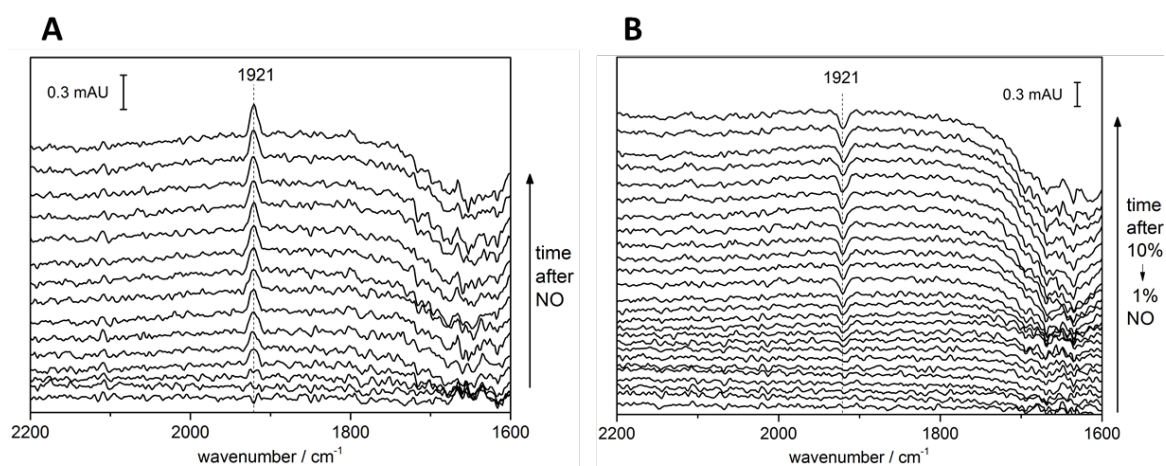 A
1921
0.3 mAU
time
after
NO
2200
2000
1800
1600
wavenumber / cm⁻¹
B
1921
0.3 mAU
time
after
10%
↓
1%
NO
2200
2000
1800
1600
wavenumber / cm⁻¹